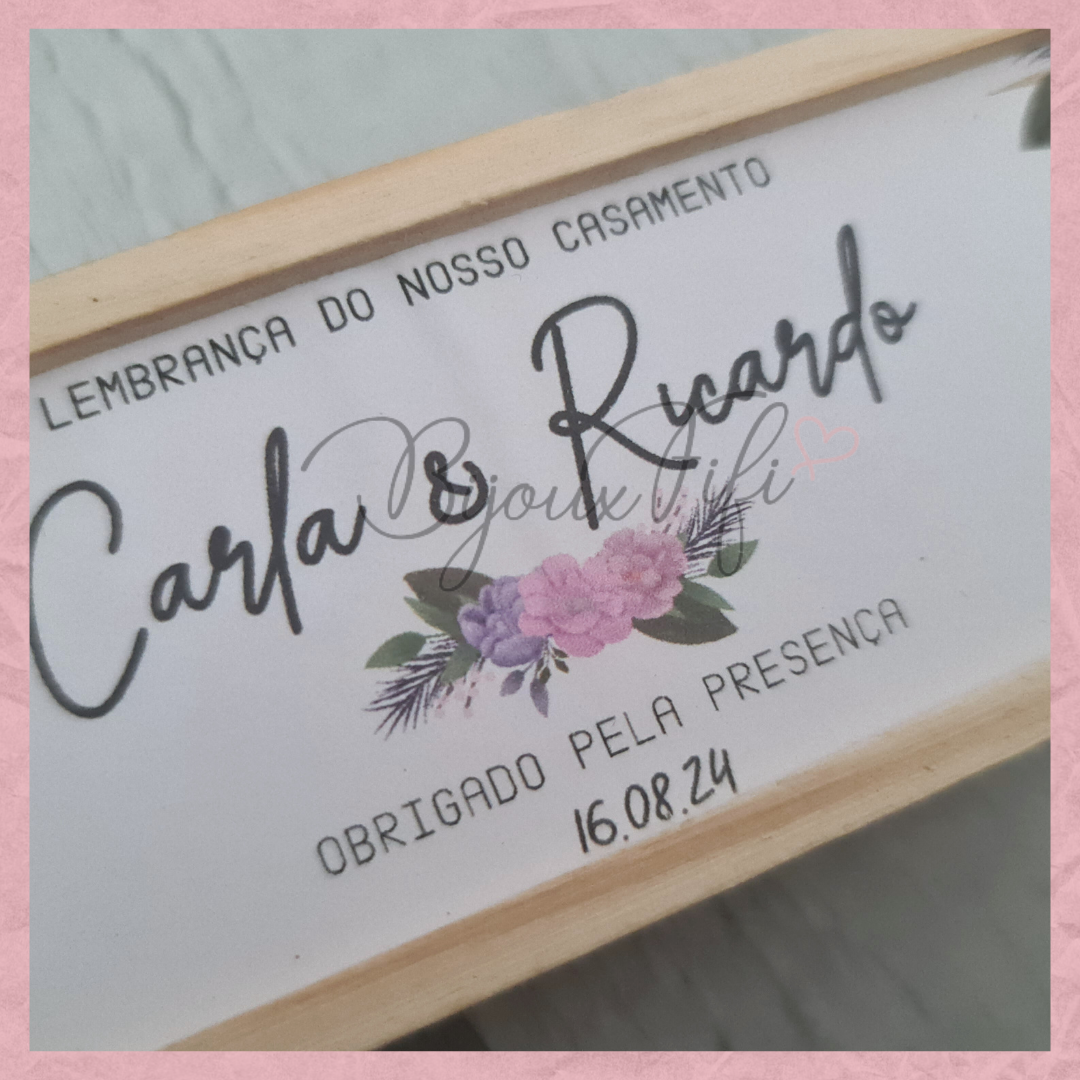 LEMBRANÇA DO NOSSO CASAMENTO
Carla & Ricardo
Bijoux Fifi
OBRIGADO PELA PRESENÇA
16.08.24